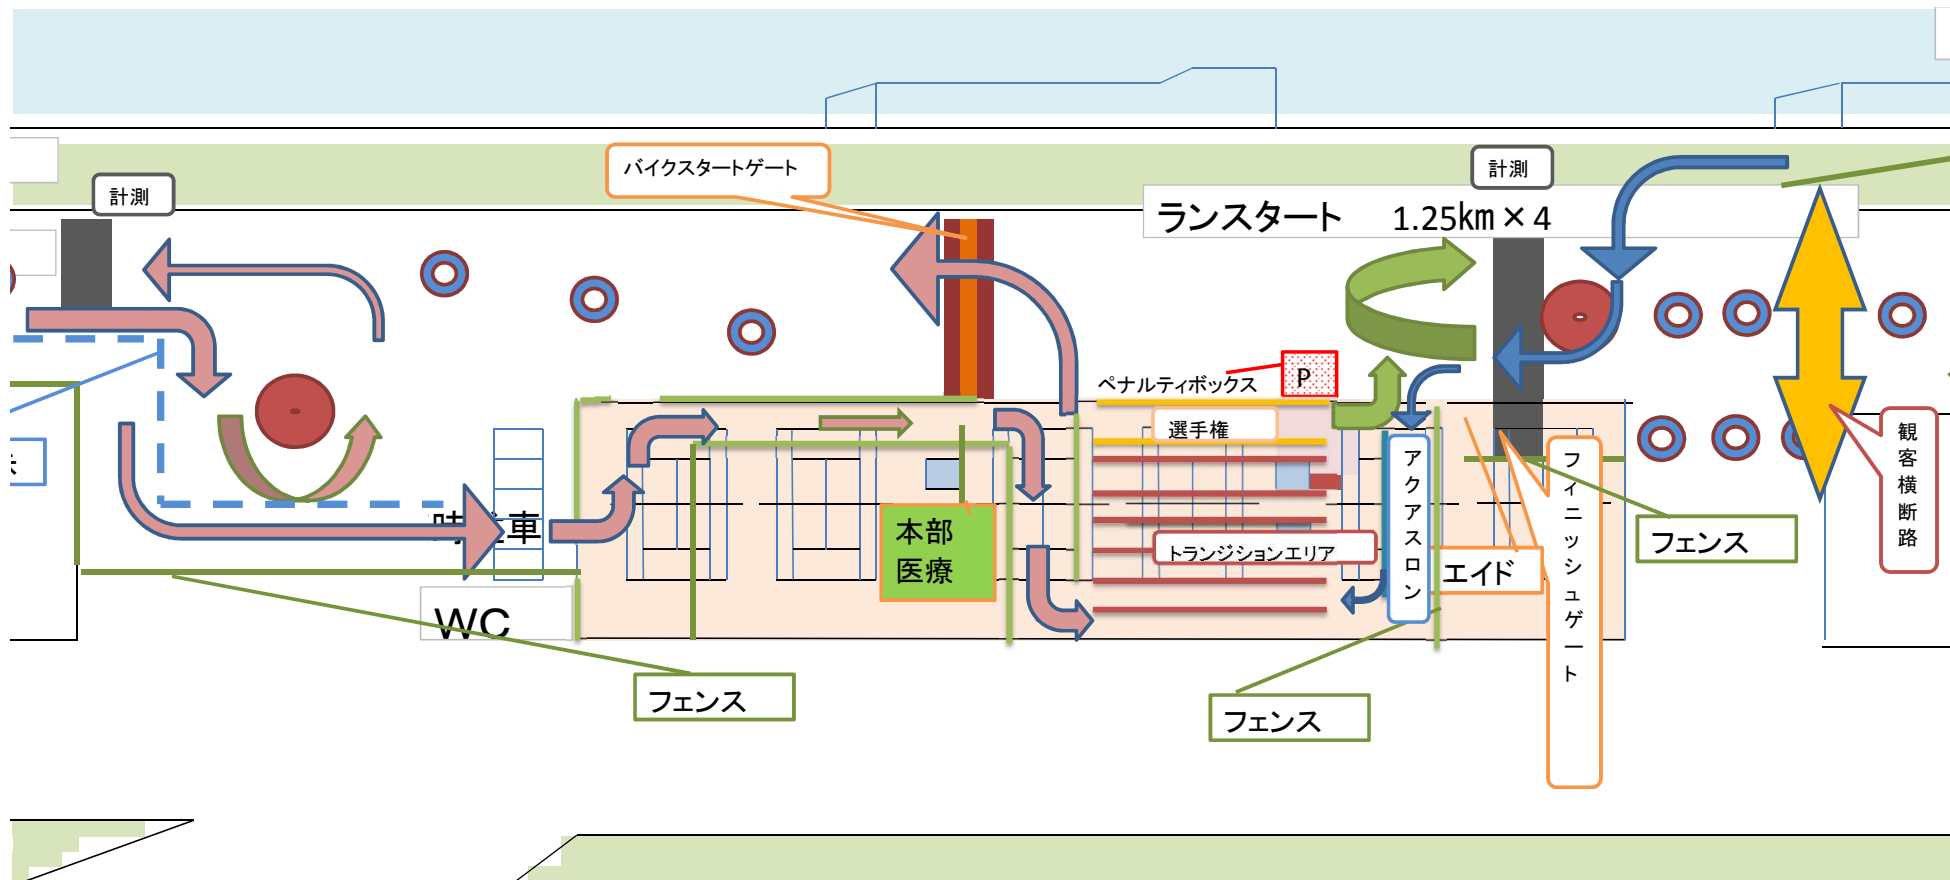 バイクスタートゲート
計測
計測
ランスタート 1.25km×4
ペナルティボックス
P
選手権
観客横断路
アクアスロン
フィニッシュゲート
本部
医療
トランジションエリア
フェンス
エイド
WC
フェンス
フェンス